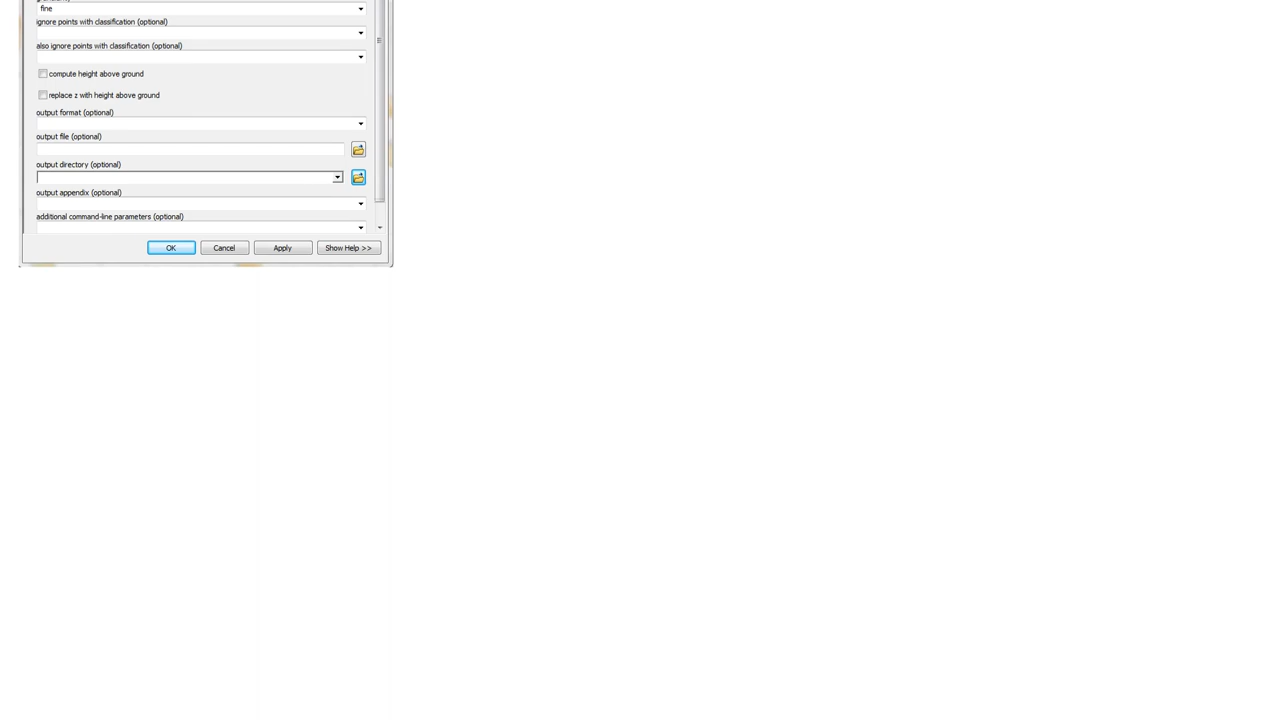 fine
ignore points with classification (optional)
also ignore points with classification (optional)
compute height above ground
replace z with height above ground
output format (optional)
output file (optional)
output directory (optional)
output appendix (optional)
additional command-line parameters (optional)
OK Cancel Apply Show Help >>